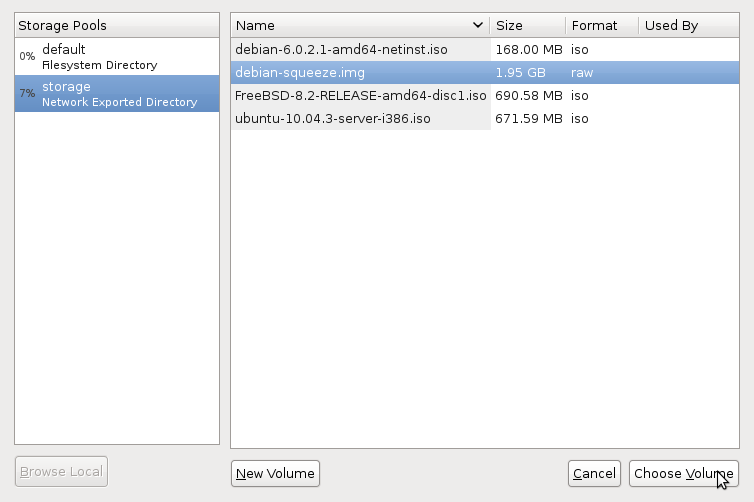 Storage Pools
0% default
Filesystem Directory
7% storage
Network Exported Directory
Browse Local
Name Size Format Used By
debian-6.0.2.1-amd64-netinst.iso 168.00 MB iso
debian-squeeze.img 1.95 GB raw
FreeBSD-8.2-RELEASE-amd64-disc1.iso 690.58 MB iso
ubuntu-10.04.3-server-i386.iso 671.59 MB iso
New Volume Cancel Choose Volume